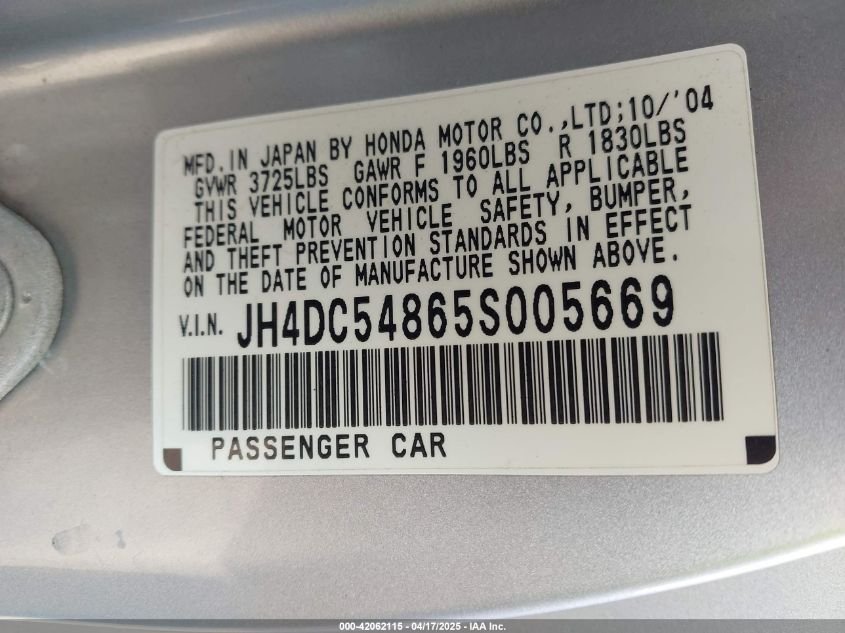 MFD.IN JAPAN BY HONDA MOTOR CO.,LTD;10/'04
GVWR 3725LBS GAWR F 1960LBS R 1830LBS
THIS VEHICLE CONFORMS TO ALL APPLICABLE
FEDERAL MOTOR VEHICLE SAFETY, BUMPER,
AND THEFT PREVENTION STANDARDS IN EFFECT
ON THE DATE OF MANUFACTURE SHOWN ABOVE.
V.I.N. JH4DC54865S005669
PASSENGER CAR
000-42062115 - 04/17/2025 - IAA Inc.